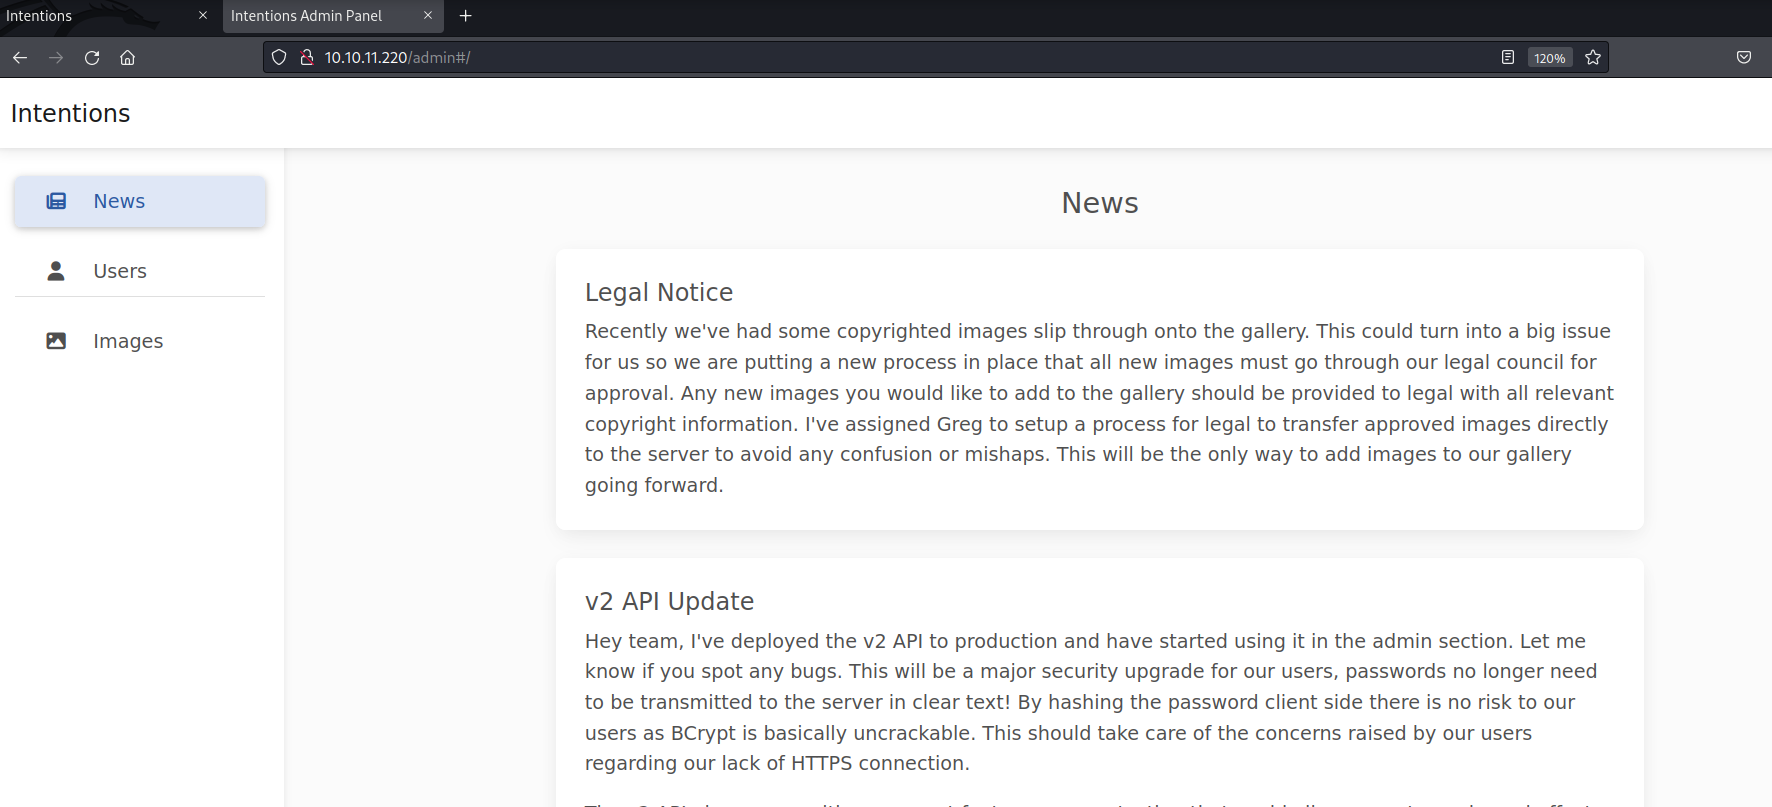 Intentions
Intentions Admin Panel
10.10.11.220/admin#/
120%
Intentions
News
Users
Images
News
Legal Notice
Recently we've had some copyrighted images slip through onto the gallery. This could turn into a big issue
for us so we are putting a new process in place that all new images must go through our legal council for
approval. Any new images you would like to add to the gallery should be provided to legal with all relevant
copyright information. I've assigned Greg to setup a process for legal to transfer approved images directly
to the server to avoid any confusion or mishaps. This will be the only way to add images to our gallery
going forward.
v2 API Update
Hey team, I've deployed the v2 API to production and have started using it in the admin section. Let me
know if you spot any bugs. This will be a major security upgrade for our users, passwords no longer need
to be transmitted to the server in clear text! By hashing the password client side there is no risk to our
users as BCrypt is basically uncrackable. This should take care of the concerns raised by our users
regarding our lack of HTTPS connection.